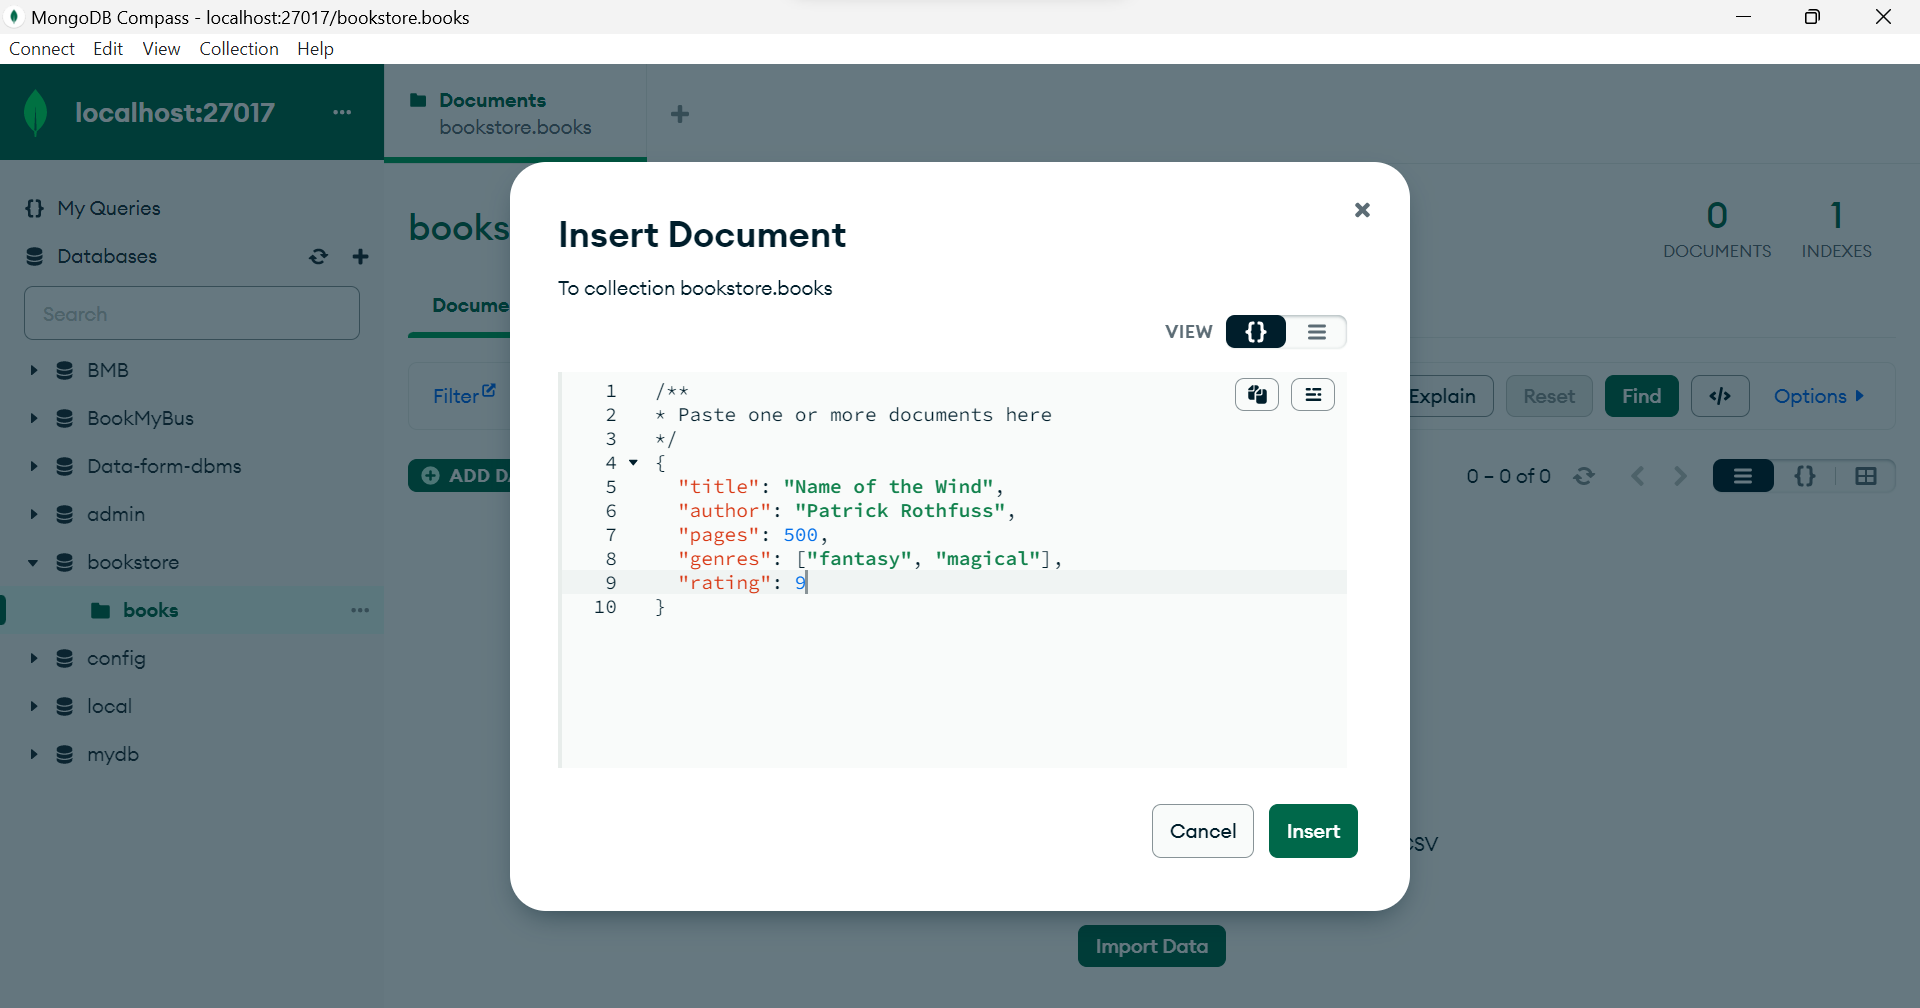 MongoDB Compass - localhost:27017/bookstore.books
Connect Edit View Collection Help
localhost:27017 ...
Documents
bookstore.books
My Queries
Databases
Search
BMB
BookMyBus
Data-form-dbms
admin
bookstore
books ...
config
local
mydb
books
0 DOCUMENTS
1 INDEXES
Docume
Filter
Explain Reset Find </> Options
ADD D
0 – 0 of 0 {}
Insert Document
To collection bookstore.books
VIEW {}
1 /**
2 * Paste one or more documents here
3 */
4 {
5 "title": "Name of the Wind",
6 "author": "Patrick Rothfuss",
7 "pages": 500,
8 "genres": ["fantasy", "magical"],
9 "rating": 9
10 }
Cancel Insert
CSV
Import Data